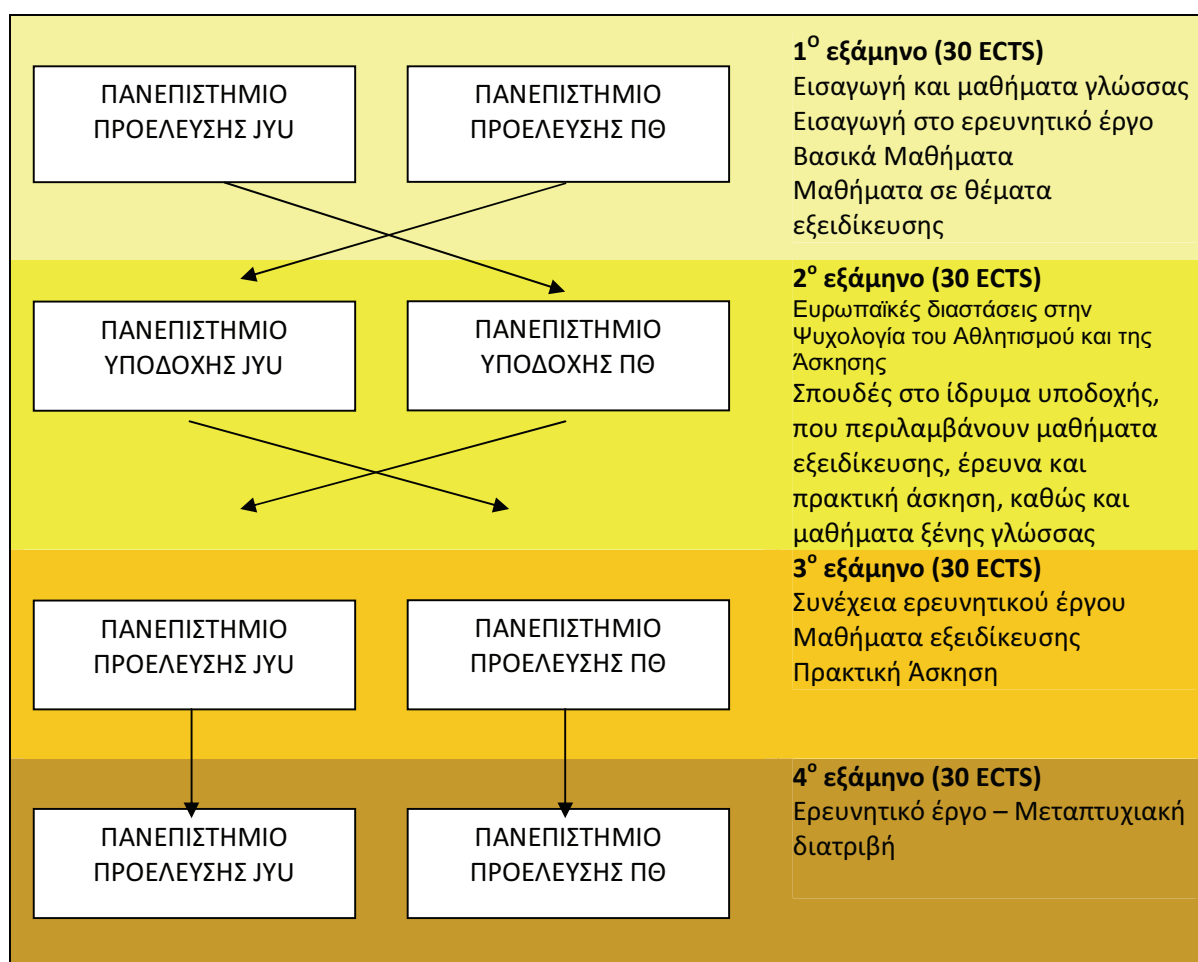 ΠΑΝΕΠΙΣΤΗΜΙΟ
ΠΡΟΕΛΕΥΣΗΣ JYU
ΠΑΝΕΠΙΣΤΗΜΙΟ
ΠΡΟΕΛΕΥΣΗΣ ΠΘ
1ο εξάμηνο (30 ECTS)
Εισαγωγή και μαθήματα γλώσσας
Εισαγωγή στο ερευνητικό έργο
Βασικά Μαθήματα
Μαθήματα σε θέματα
εξειδίκευσης
ΠΑΝΕΠΙΣΤΗΜΙΟ
ΥΠΟΔΟΧΗΣ JYU
ΠΑΝΕΠΙΣΤΗΜΙΟ
ΥΠΟΔΟΧΗΣ ΠΘ
2ο εξάμηνο (30 ECTS)
Ευρωπαϊκές διαστάσεις στην
Ψυχολογία του Αθλητισμού και της
Άσκησης
Σπουδές στο ίδρυμα υποδοχής,
που περιλαμβάνουν μαθήματα
εξειδίκευσης, έρευνα και
πρακτική άσκηση, καθώς και
μαθήματα ξένης γλώσσας
ΠΑΝΕΠΙΣΤΗΜΙΟ
ΠΡΟΕΛΕΥΣΗΣ JYU
ΠΑΝΕΠΙΣΤΗΜΙΟ
ΠΡΟΕΛΕΥΣΗΣ ΠΘ
3ο εξάμηνο (30 ECTS)
Συνέχεια ερευνητικού έργου
Μαθήματα εξειδίκευσης
Πρακτική Άσκηση
ΠΑΝΕΠΙΣΤΗΜΙΟ
ΠΡΟΕΛΕΥΣΗΣ JYU
ΠΑΝΕΠΙΣΤΗΜΙΟ
ΠΡΟΕΛΕΥΣΗΣ ΠΘ
4ο εξάμηνο (30 ECTS)
Ερευνητικό έργο – Μεταπτυχιακή
διατριβή